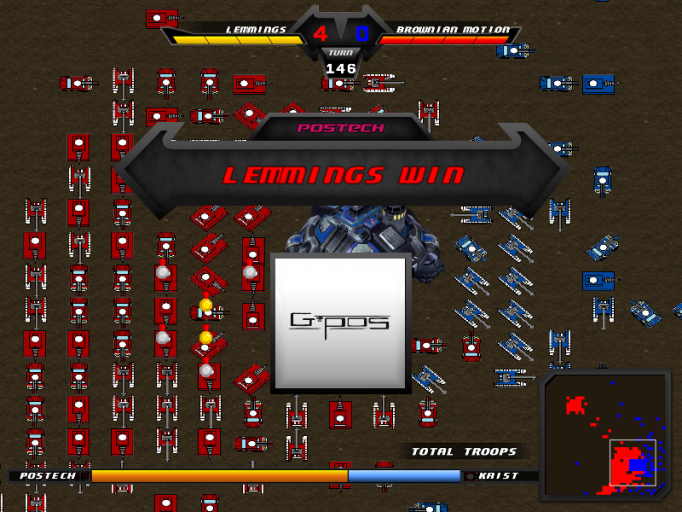 LEMMINGS 4 0 BROWNIAN MOTION
TURN
146
POSTECH
LEMMINGS WIN
G·POS
TOTAL TROOPS
POSTECH KAIST